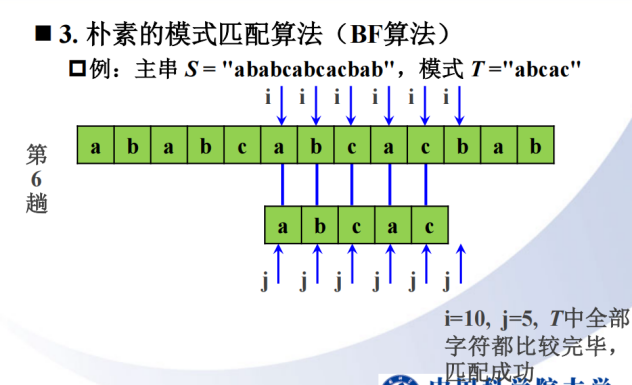 3. 朴素的模式匹配算法（BF算法）
例：主串 S = "ababcabcacbab"，模式 T ="abcac"
i i i i i i
a b a b c a b c a c b a b
第
6
趟
a b c a c
j j j j j j
i=10, j=5, T中全部
字符都比较完毕，
匹配成功